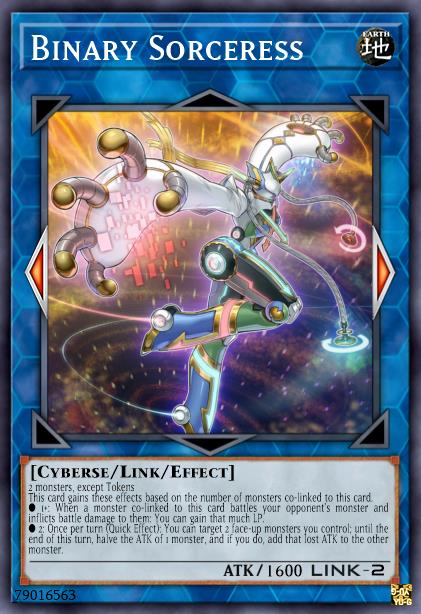 BINARY SORCERESS
EARTH
地
[CYBERSE/LINK/EFFECT]
2 monsters, except Tokens
This card gains these effects based on the number of monsters co-linked to this card.
● 1+: When a monster co-linked to this card battles your opponent's monster and
inflicts battle damage to them: You can gain that much LP.
● 2: Once per turn (Quick Effect): You can target 2 face-up monsters you control; until the
end of this turn, halve the ATK of 1 monster, and if you do, add that lost ATK to the other
monster.
ATK/1600 LINK-2
79016563